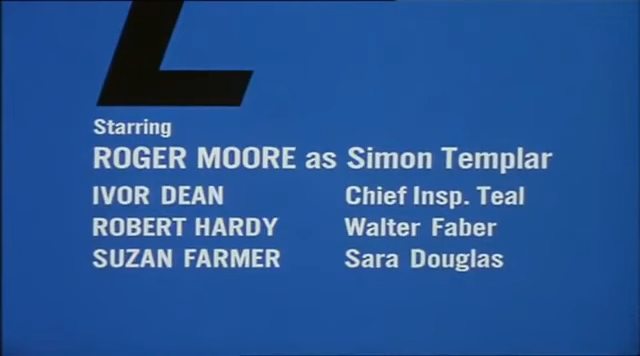 Starring
ROGER MOORE as Simon Templar
IVOR DEAN Chief Insp. Teal
ROBERT HARDY Walter Faber
SUZAN FARMER Sara Douglas